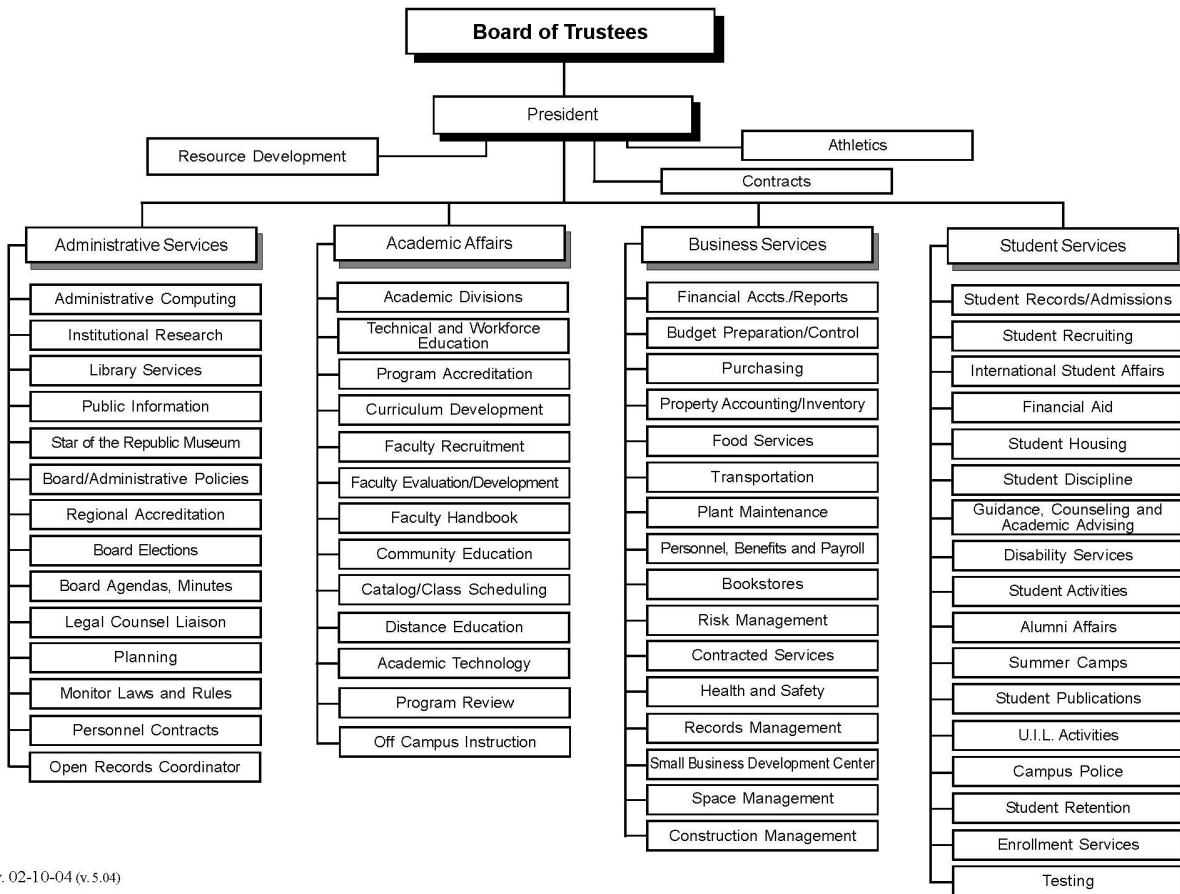 Board of Trustees
President
Resource Development
Athletics
Contracts
Administrative Services
Administrative Computing
Institutional Research
Library Services
Public Information
Star of the Republic Museum
Board/Administrative Policies
Regional Accreditation
Board Elections
Board Agendas, Minutes
Legal Counsel Liaison
Planning
Monitor Laws and Rules
Personnel Contracts
Open Records Coordinator
Academic Affairs
Academic Divisions
Technical and Workforce
Education
Program Accreditation
Curriculum Development
Faculty Recruitment
Faculty Evaluation/Development
Faculty Handbook
Community Education
Catalog/Class Scheduling
Distance Education
Academic Technology
Program Review
Off Campus Instruction
Business Services
Financial Accts./Reports
Budget Preparation/Control
Purchasing
Property Accounting/Inventory
Food Services
Transportation
Plant Maintenance
Personnel, Benefits and Payroll
Bookstores
Risk Management
Contracted Services
Health and Safety
Records Management
Small Business Development Center
Space Management
Construction Management
Student Services
Student Records/Admissions
Student Recruiting
International Student Affairs
Financial Aid
Student Housing
Student Discipline
Guidance, Counseling and
Academic Advising
Disability Services
Student Activities
Alumni Affairs
Summer Camps
Student Publications
U.I.L. Activities
Campus Police
Student Retention
Enrollment Services
Testing
02-10-04 (v. 5.04)